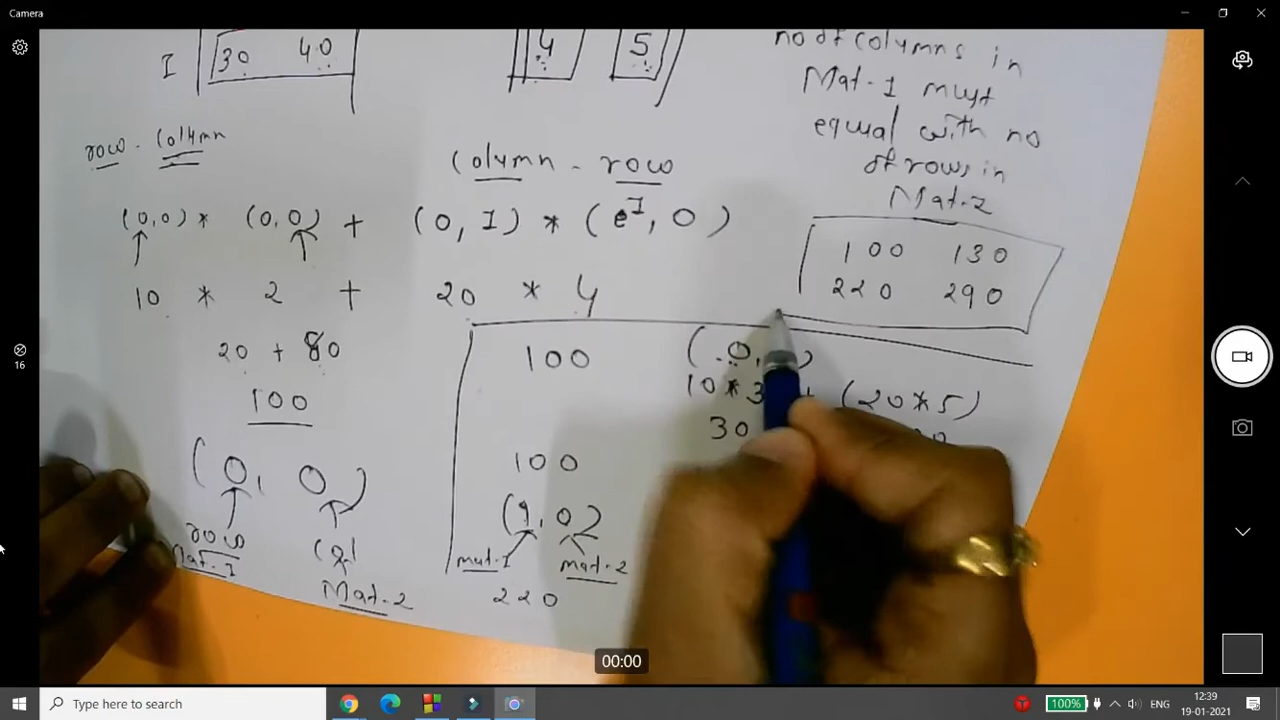 Camera
30 40
I
4 5
no of columns in
Mat-1 must
equal with no
of rows in
Mat-2
row - column
column - row
(0,0) * (0,0) + (0, I) * (1, 0)
10 * 2 + 20 * 4
20 + 80
100
100 130
220 290
(0, 0)
row
Mat-1
col
Mat-2
100
100
(1,0)
mat-1 mat-2
220
(0,
10*3 + (20*5)
30
16
00:00
Type here to search
100%
ENG
12:39
19-01-2021